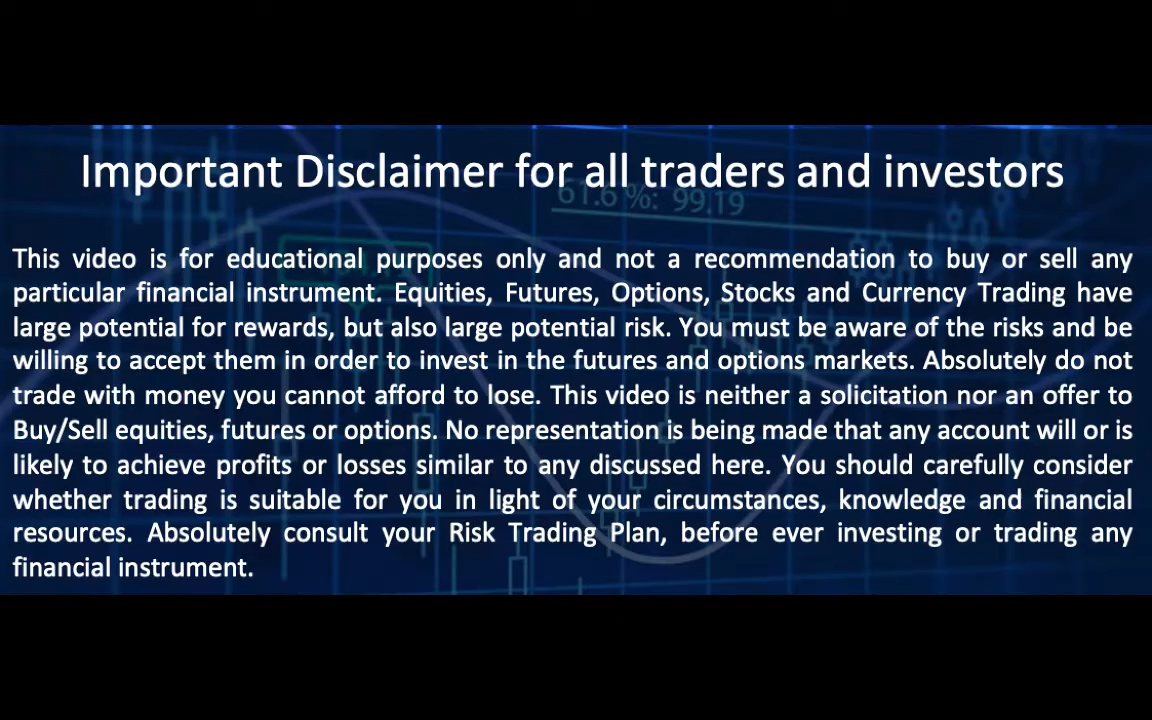 Important Disclaimer for all traders and investors
61.6 %: 99.19
This video is for educational purposes only and not a recommendation to buy or sell any
particular financial instrument. Equities, Futures, Options, Stocks and Currency Trading have
large potential for rewards, but also large potential risk. You must be aware of the risks and be
willing to accept them in order to invest in the futures and options markets. Absolutely do not
trade with money you cannot afford to lose. This video is neither a solicitation nor an offer to
Buy/Sell equities, futures or options. No representation is being made that any account will or is
likely to achieve profits or losses similar to any discussed here. You should carefully consider
whether trading is suitable for you in light of your circumstances, knowledge and financial
resources. Absolutely consult your Risk Trading Plan, before ever investing or trading any
financial instrument.